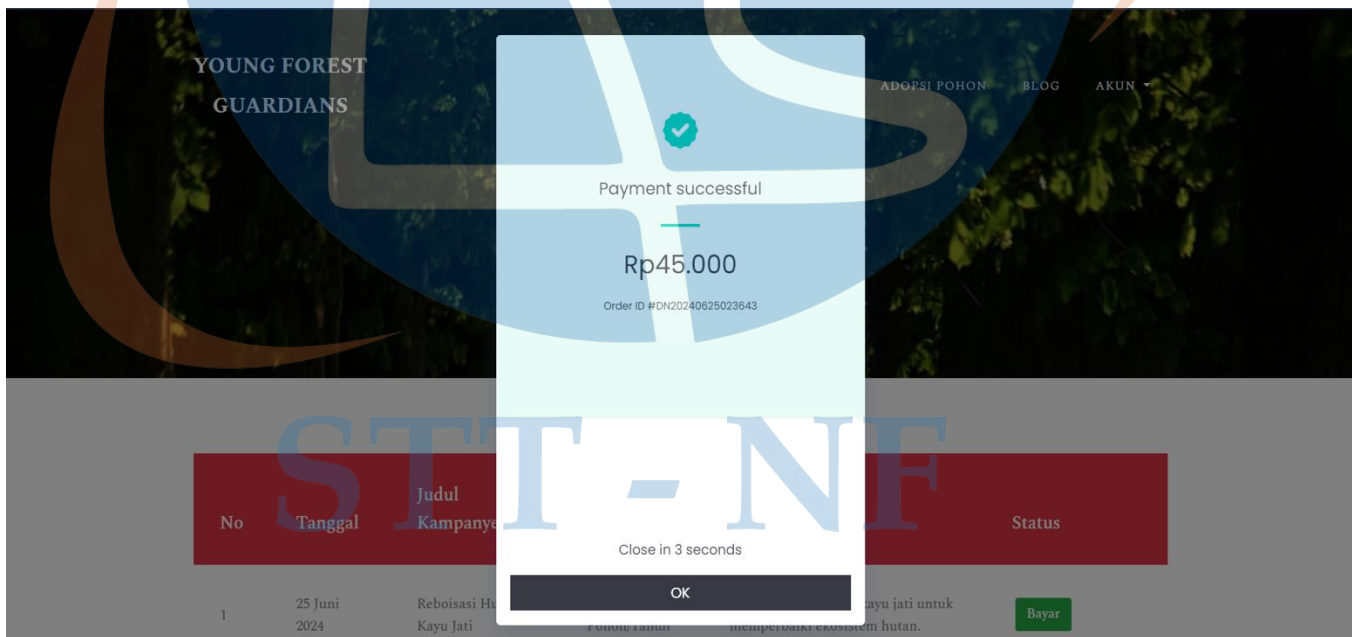 YOUNG FOREST
GUARDIANS
ADOPSI POHON BLOG AKUN
Payment successful
Rp45.000
Order ID #DN20240625023643
STT - NF
No Tanggal Judul Kampanye Status
Close in 3 seconds
OK
1 25 Juni 2024 Reboisasi Hu
Kayu Jati Pohon/Tahun
kayu jati untuk
memperbaiki ekosistem hutan.
Bayar